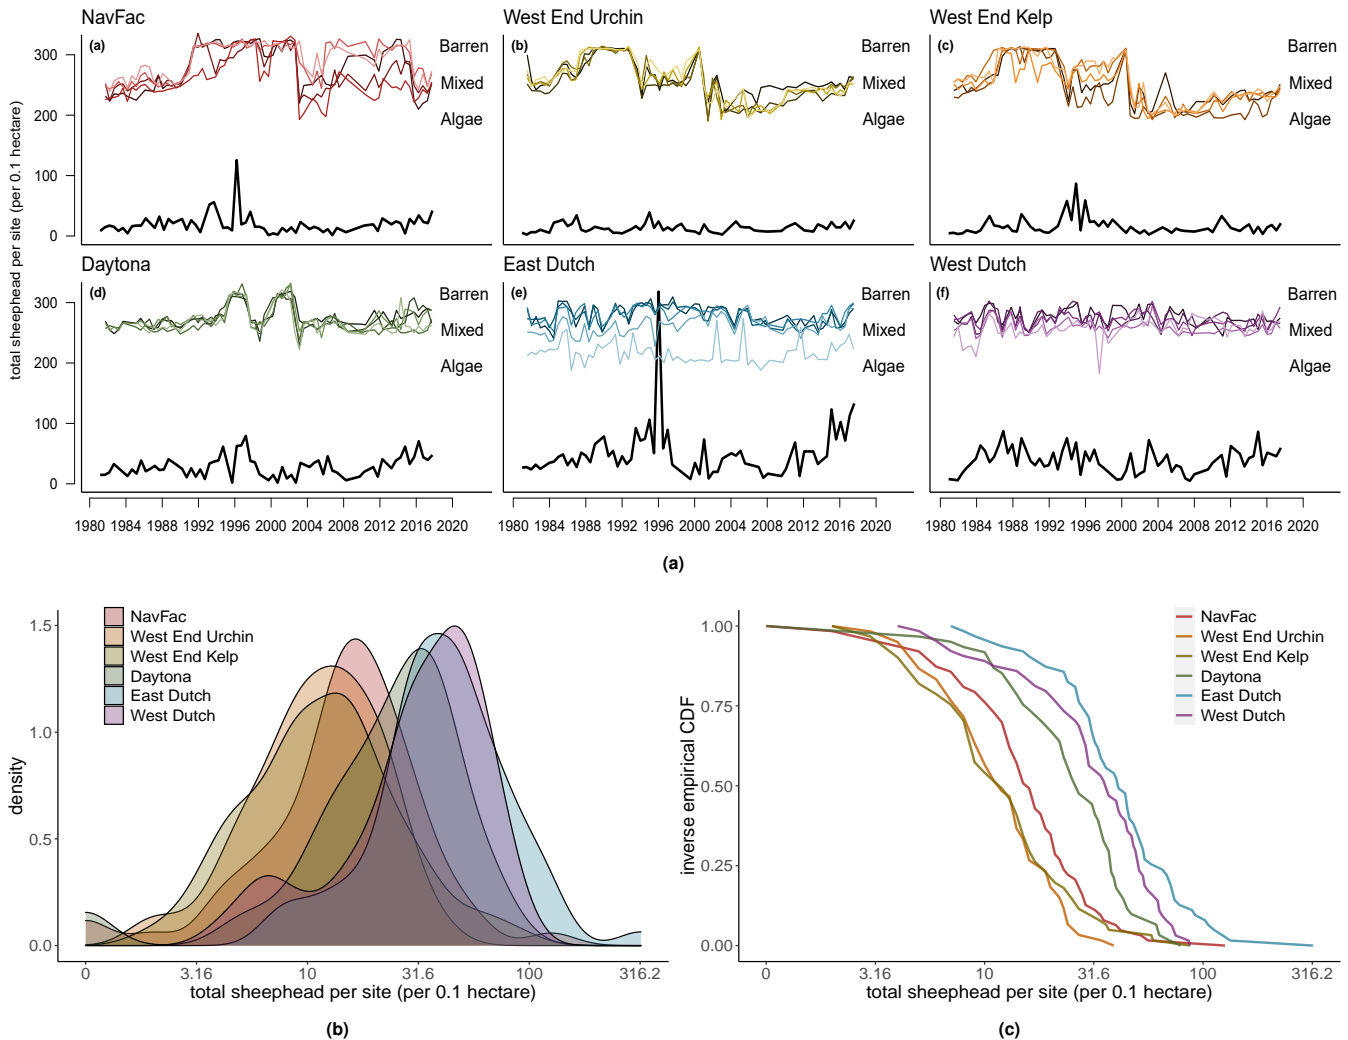 NavFac
West End Urchin
West End Kelp
total sheephead per site (per 0.1 hectare)
300
200
100
0
(a)
Barren
Mixed
Algae
(b)
Barren
Mixed
Algae
(c)
Barren
Mixed
Algae
Daytona
East Dutch
West Dutch
300
200
100
0
(d)
Barren
Mixed
Algae
(e)
Barren
Mixed
Algae
(f)
Barren
Mixed
Algae
1980 1984 1988 1992 1996 2000 2004 2008 2012 2016 2020
1980 1984 1988 1992 1996 2000 2004 2008 2012 2016 2020
1980 1984 1988 1992 1996 2000 2004 2008 2012 2016 2020
(a)
density
1.5
1.0
0.5
0.0
NavFac
West End Urchin
West End Kelp
Daytona
East Dutch
West Dutch
0 3.16 10 31.6 100 316.2
total sheephead per site (per 0.1 hectare)
(b)
inverse empirical CDF
1.00
0.75
0.50
0.25
0.00
NavFac
West End Urchin
West End Kelp
Daytona
East Dutch
West Dutch
0 3.16 10 31.6 100 316.2
total sheephead per site (per 0.1 hectare)
(c)